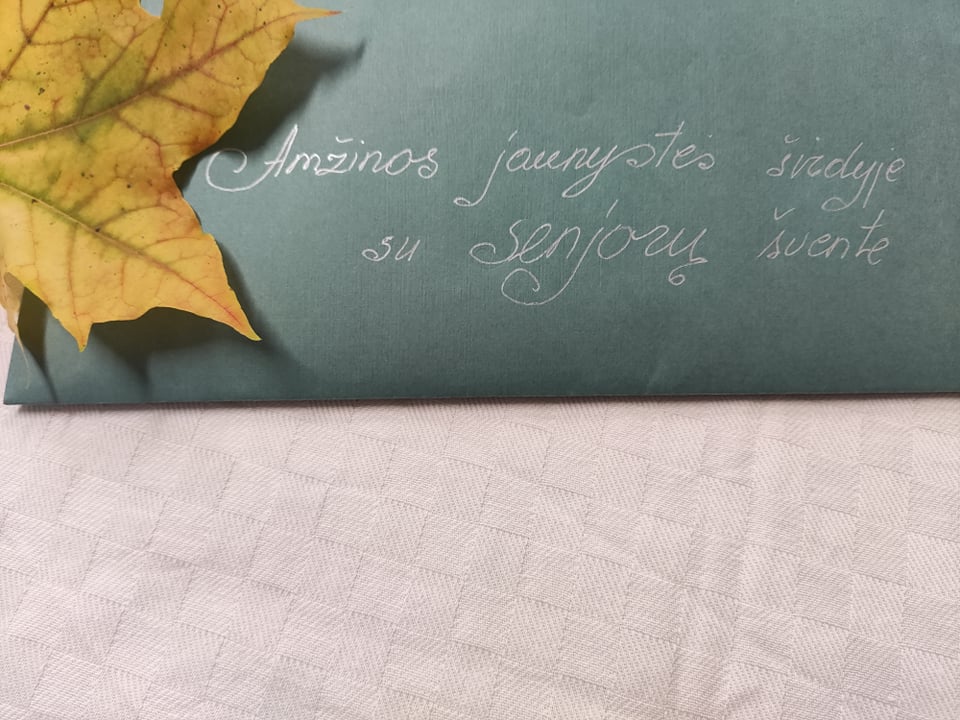 Amžinos jaunystės širdyje
su senjorų švente